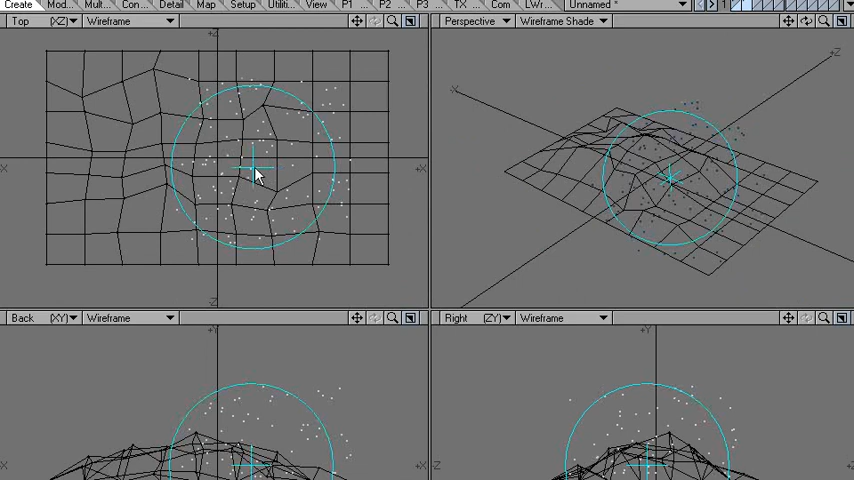 Create Mod... Mult... Con... Detail Map Setup Utiliti... View P1 ... P2 ... P3 ... TX ... Com LWr... Unnamed * < > 1
Top (XZ) Wireframe Perspective Wireframe Shade
+Z
+Z
-X
X +X
-Z
Back (XY) Wireframe Right (ZY) Wireframe
+Y +Y
X +X Z +Z